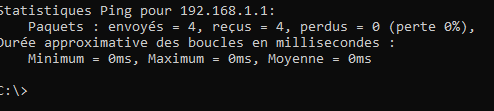 Statistiques Ping pour 192.168.1.1:
    Paquets : envoyés = 4, reçus = 4, perdus = 0 (perte 0%),
Durée approximative des boucles en millisecondes :
    Minimum = 0ms, Maximum = 0ms, Moyenne = 0ms
C:\>